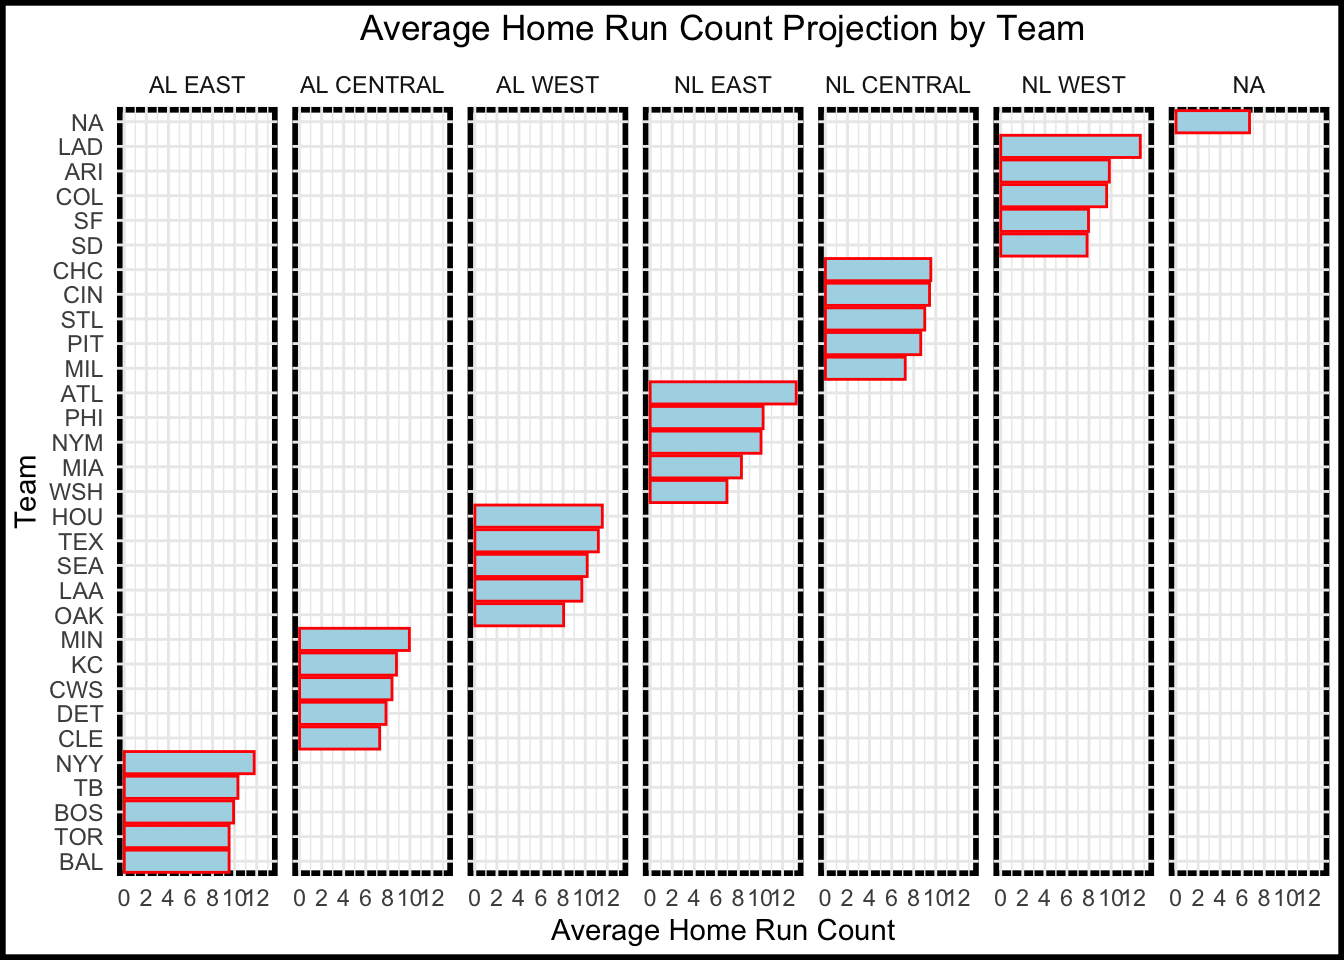 Average Home Run Count Projection by Team
AL EAST AL CENTRAL AL WEST NL EAST NL CENTRAL NL WEST NA
Team
NA
LAD
ARI
COL
SF
SD
CHC
CIN
STL
PIT
MIL
ATL
PHI
NYM
MIA
WSH
HOU
TEX
SEA
LAA
OAK
MIN
KC
CWS
DET
CLE
NYY
TB
BOS
TOR
BAL
0 2 4 6 8 10 12 0 2 4 6 8 10 12 0 2 4 6 8 10 12 0 2 4 6 8 10 12 0 2 4 6 8 10 12 0 2 4 6 8 10 12 0 2 4 6 8 10 12
Average Home Run Count